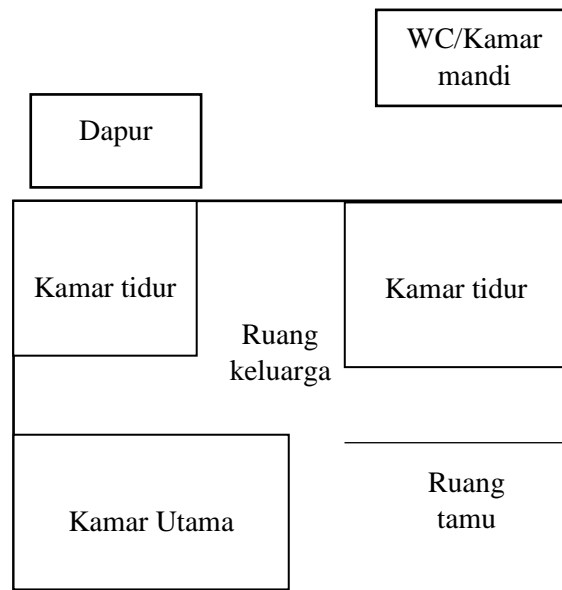 WC/Kamar
mandi
Dapur
Kamar tidur
Kamar tidur
Ruang
keluarga
Kamar Utama
Ruang
tamu